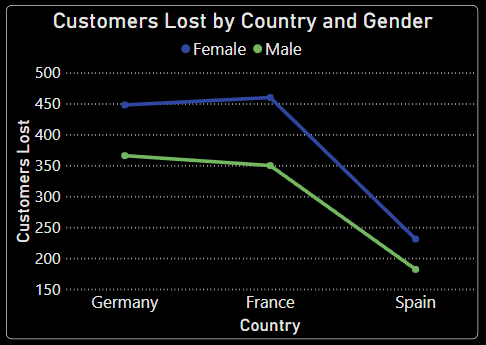 Customers Lost by Country and Gender
Female Male
500
450
400
350
300
250
200
150
Customers Lost
Germany France Spain
Country